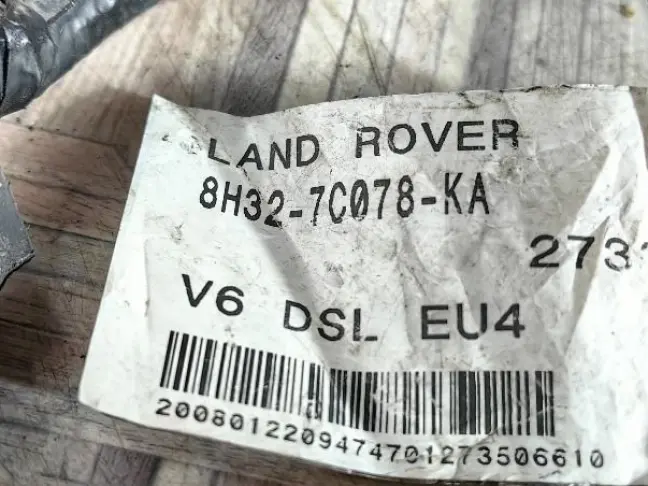 LAND ROVER
8H32-7C078-KA
273
V6 DSL EU4
2008012209474701273506610